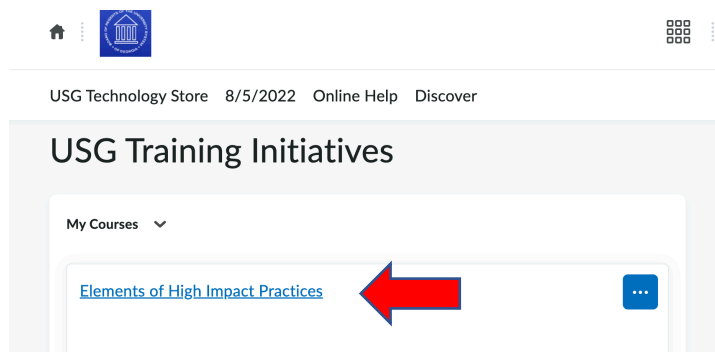 USG Technology Store 8/5/2022 Online Help Discover
USG Training Initiatives
My Courses
Elements of High Impact Practices